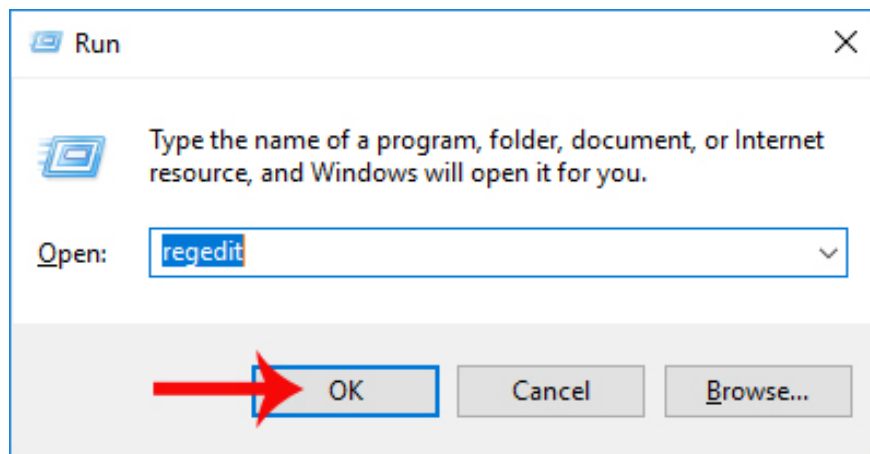 Run
Type the name of a program, folder, document, or Internet
resource, and Windows will open it for you.
Open: regedit
OK Cancel Browse...